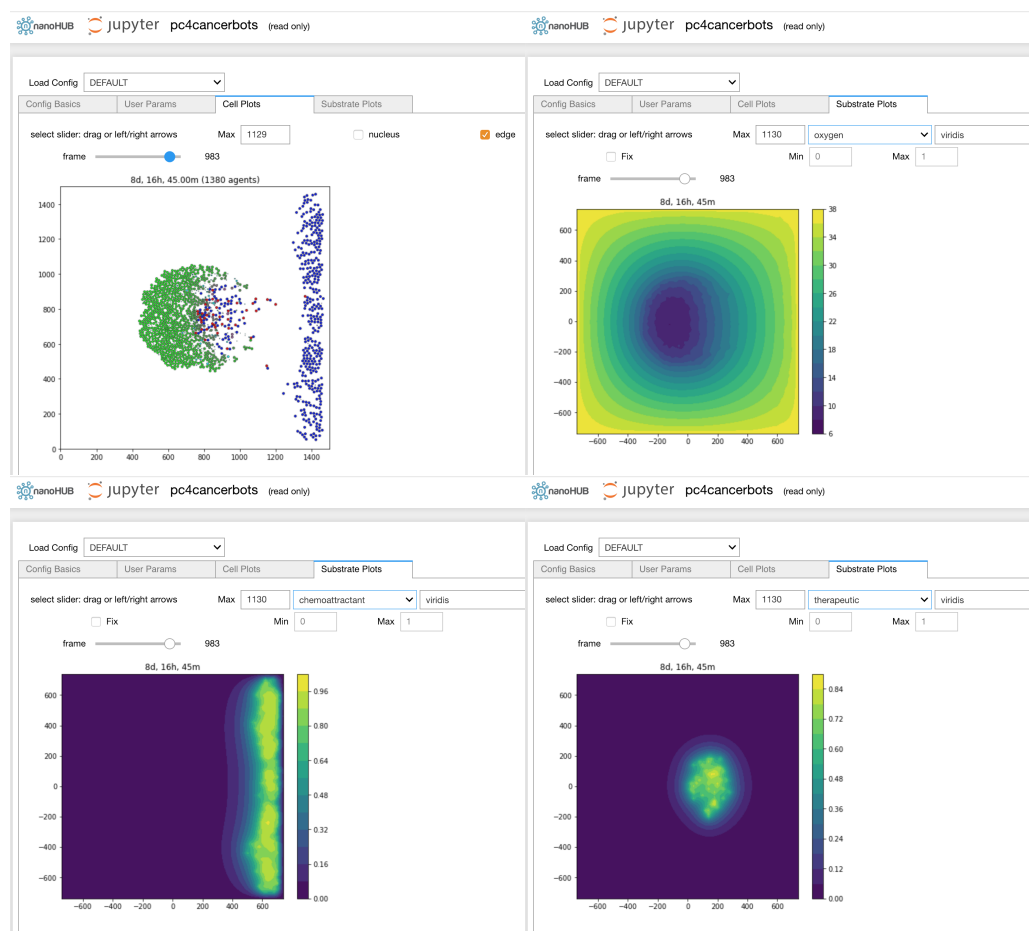 nanoHUB jupyter pc4cancerbots (read only)
Load Config DEFAULT
Config Basics User Params Cell Plots Substrate Plots
select slider: drag or left/right arrows Max 1129 nucleus edge
frame 983
8d, 16h, 45.00m (1380 agents)
1400
1200
1000
800
600
400
200
0
0 200 400 600 800 1000 1200 1400
nanoHUB jupyter pc4cancerbots (read only)
Load Config DEFAULT
Config Basics User Params Cell Plots Substrate Plots
select slider: drag or left/right arrows Max 1130 oxygen viridis
Fix Min 0 Max 1
frame 983
8d, 16h, 45m
600
400
200
0
−200
−400
−600
−600 −400 −200 0 200 400 600
38
34
30
26
22
18
14
10
6
nanoHUB jupyter pc4cancerbots (read only)
Load Config DEFAULT
Config Basics User Params Cell Plots Substrate Plots
select slider: drag or left/right arrows Max 1130 chemoattractant viridis
Fix Min 0 Max 1
frame 983
8d, 16h, 45m
600
400
200
0
−200
−400
−600
−600 −400 −200 0 200 400 600
0.96
0.80
0.64
0.48
0.32
0.16
0.00
nanoHUB jupyter pc4cancerbots (read only)
Load Config DEFAULT
Config Basics User Params Cell Plots Substrate Plots
select slider: drag or left/right arrows Max 1130 therapeutic viridis
Fix Min 0 Max 1
frame 983
8d, 16h, 45m
600
400
200
0
−200
−400
−600
−600 −400 −200 0 200 400 600
0.84
0.72
0.60
0.48
0.36
0.24
0.12
0.00